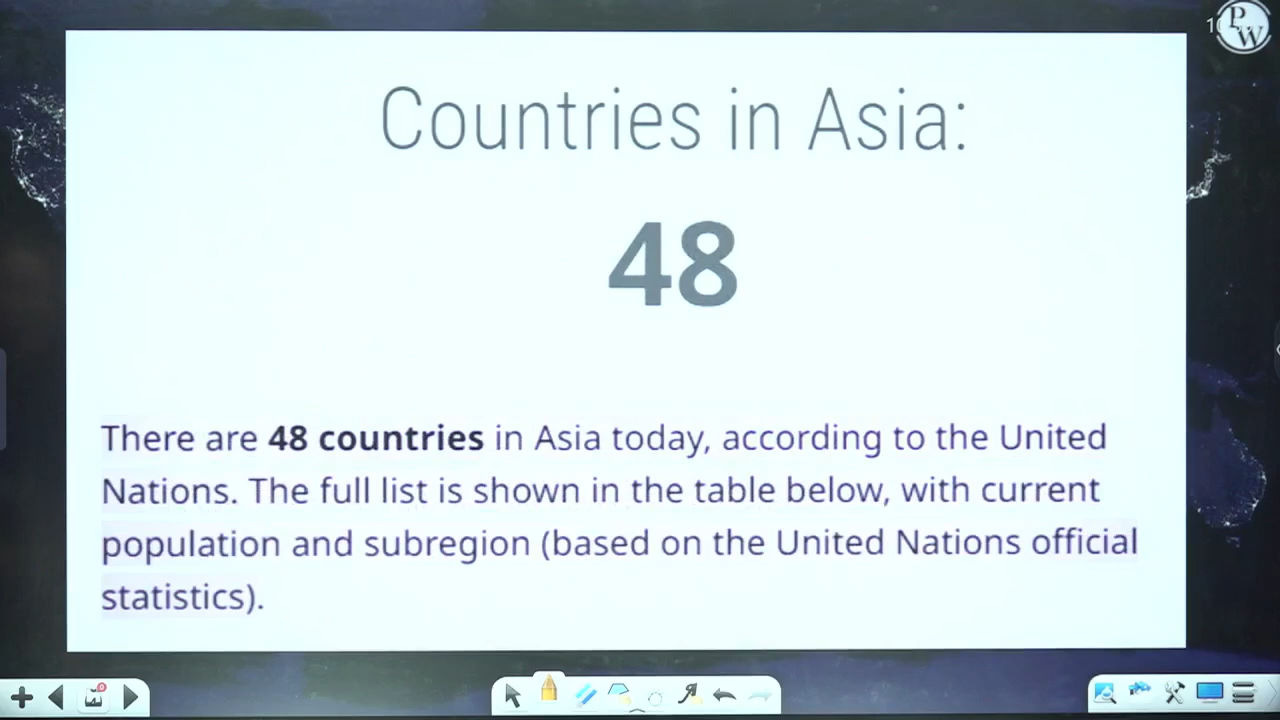 Countries in Asia:
48
There are 48 countries in Asia today, according to the United
Nations. The full list is shown in the table below, with current
population and subregion (based on the United Nations official
statistics).
PW